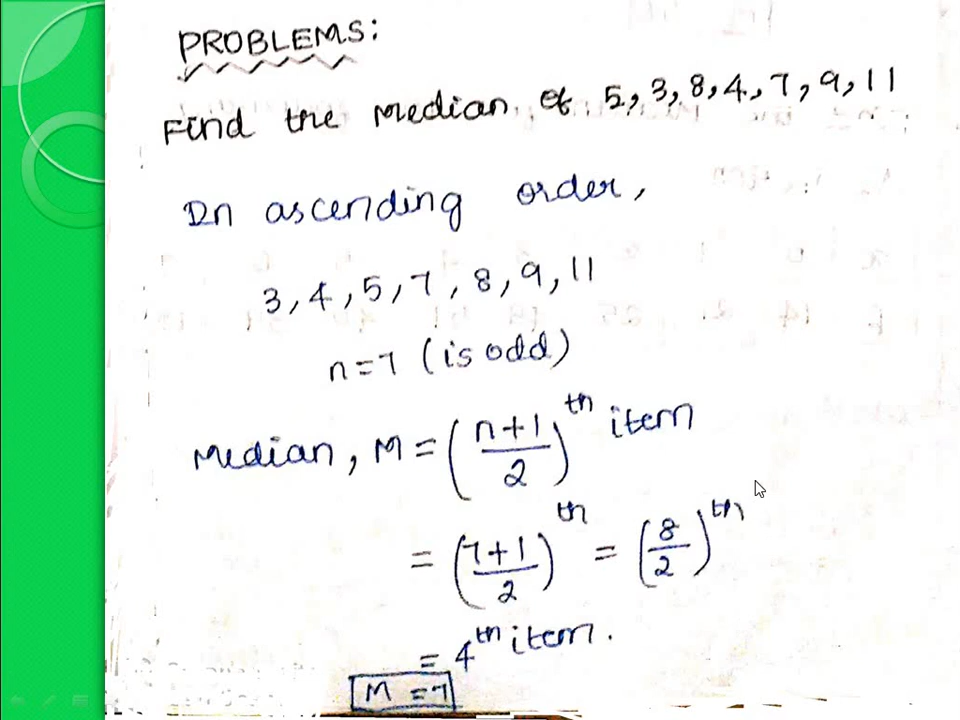 PROBLEMS:
Find the Median of 5, 3, 8, 4, 7, 9, 11
In ascending order,
3, 4, 5, 7, 8, 9, 11
n = 7 (is odd)
Median, M = ((n+1)/2)^th item
= ((7+1)/2)^th = (8/2)^th
= 4^th item.
M = 7